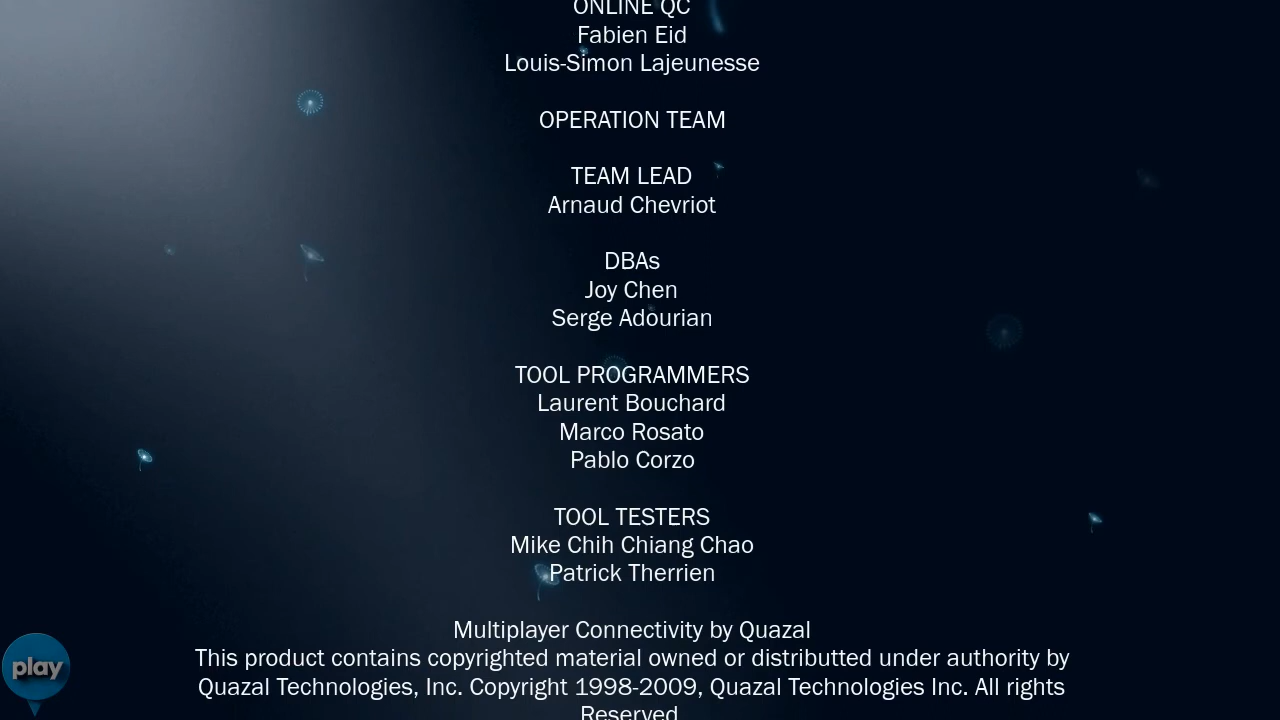 ONLINE QC
Fabien Eid
Louis-Simon Lajeunesse
OPERATION TEAM
TEAM LEAD
Arnaud Chevriot
DBAs
Joy Chen
Serge Adourian
TOOL PROGRAMMERS
Laurent Bouchard
Marco Rosato
Pablo Corzo
TOOL TESTERS
Mike Chih Chiang Chao
Patrick Therrien
Multiplayer Connectivity by Quazal
This product contains copyrighted material owned or distributted under authority by
Quazal Technologies, Inc. Copyright 1998-2009, Quazal Technologies Inc. All rights
Reserved.
play